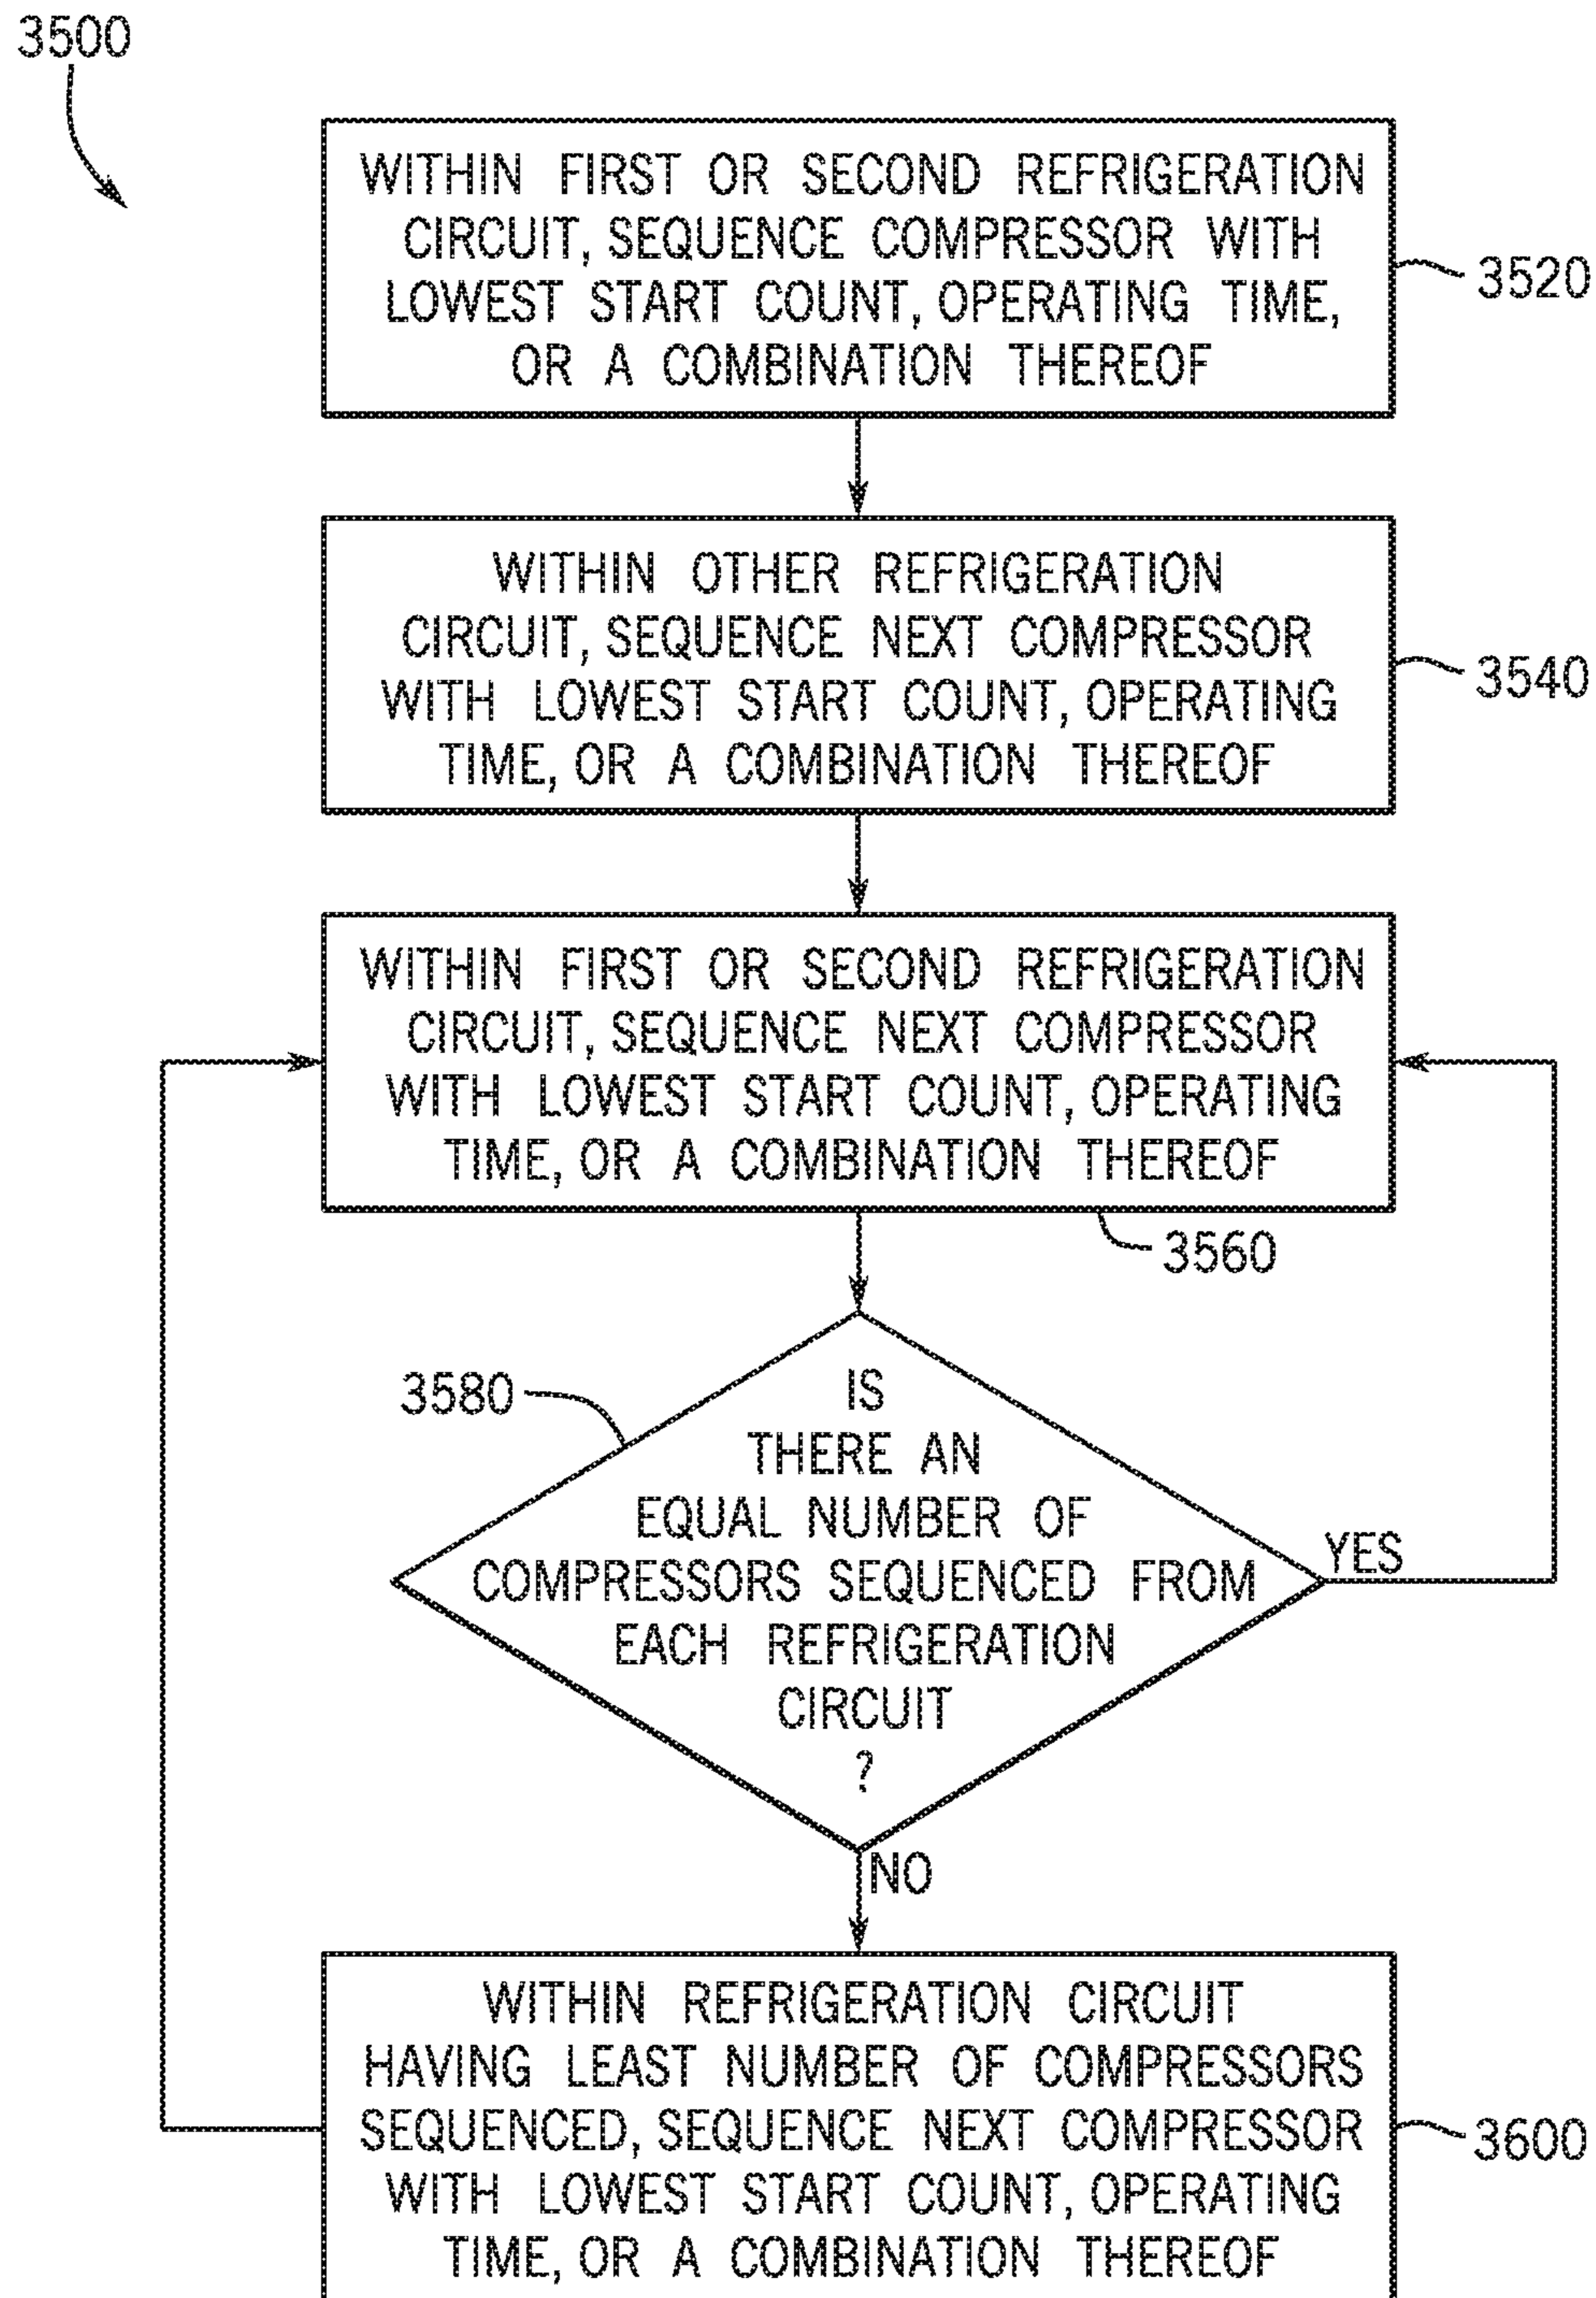 3500
WITHIN FIRST OR SECOND REFRIGERATION
CIRCUIT, SEQUENCE COMPRESSOR WITH
LOWEST START COUNT, OPERATING TIME,
OR A COMBINATION THEREOF
3520
WITHIN OTHER REFRIGERATION
CIRCUIT, SEQUENCE NEXT COMPRESSOR
WITH LOWEST START COUNT, OPERATING
TIME, OR A COMBINATION THEREOF
3540
WITHIN FIRST OR SECOND REFRIGERATION
CIRCUIT, SEQUENCE NEXT COMPRESSOR
WITH LOWEST START COUNT, OPERATING
TIME, OR A COMBINATION THEREOF
3560
3580
IS
THERE AN
EQUAL NUMBER OF
COMPRESSORS SEQUENCED FROM
EACH REFRIGERATION
CIRCUIT
?
YES
NO
WITHIN REFRIGERATION CIRCUIT
HAVING LEAST NUMBER OF COMPRESSORS
SEQUENCED, SEQUENCE NEXT COMPRESSOR
WITH LOWEST START COUNT, OPERATING
TIME, OR A COMBINATION THEREOF
3600